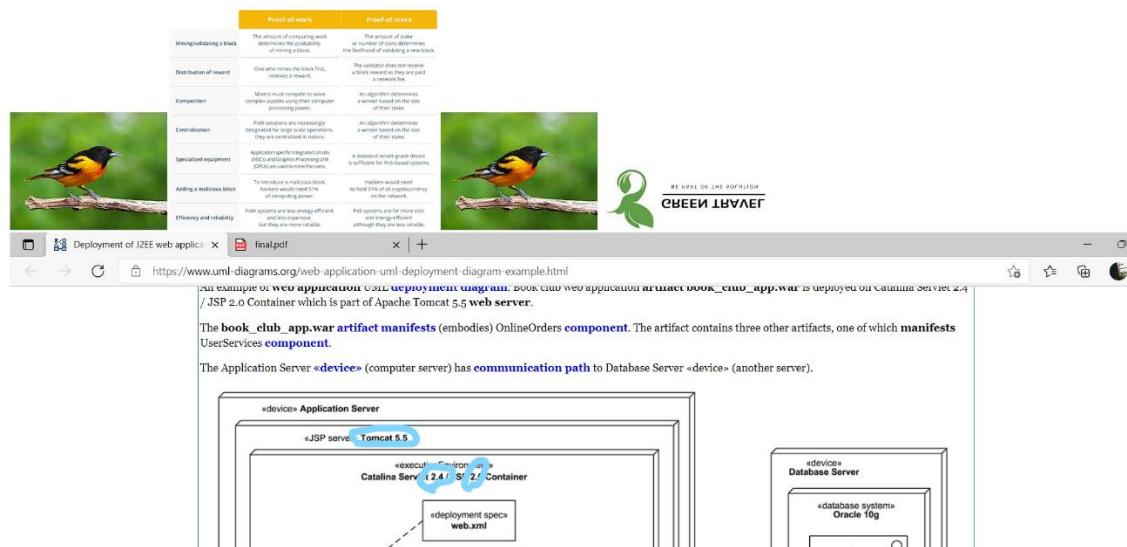 Proof-of-work Proof-of-stake
Mining/validating a block
The amount of computing work
determines the probability
of mining a block.
The amount of stake
or number of coins determines
the likelihood of validating a new block.
Distribution of reward
One who mines the block first,
receives a reward.
The validator does not receive
a block reward as they are paid
a network fee.
Competition
Miners must compete to solve
complex puzzles using their computer
processing power.
An algorithm determines
a winner based on the size
of their stake.
Centralization
PoW solutions are increasingly
designated for large scale operations,
they are centralized in nature.
An algorithm determines
a winner based on the size
of their stake.
Specialized equipment
Application-specific integrated circuits
(ASICs) and Graphics Processing Unit
(GPUs) are used to mine the coins.
A standard server-grade device
is sufficient for PoS-based systems.
Adding a malicious block
To introduce a malicious block,
hackers would need 51%
of computing power.
Hackers would need
to hold 51% of all cryptocurrency
on the network.
Efficiency and reliability
PoW systems are less energy-efficient
and less expensive,
but they are more reliable.
PoS systems are far more cost
and energy-efficient
although they are less reliable.
BE PART OF THE SOLUTION
GREEN TRAVEL
Deployment of J2EE web applica final.pdf
https://www.uml-diagrams.org/web-application-uml-deployment-diagram-example.html
An example of web application UML deployment diagram. Book club web application artifact book_club_app.war is deployed on Catalina Servlet 2.4
/ JSP 2.0 Container which is part of Apache Tomcat 5.5 web server.
The book_club_app.war artifact manifests (embodies) OnlineOrders component. The artifact contains three other artifacts, one of which manifests
UserServices component.
The Application Server «device» (computer server) has communication path to Database Server «device» (another server).
«device» Application Server
«JSP server Tomcat 5.5
«executionEnvironment»
Catalina Servlet 2.4 / JSP 2.0 Container
«deployment spec»
web.xml
«device»
Database Server
«database system»
Oracle 10g